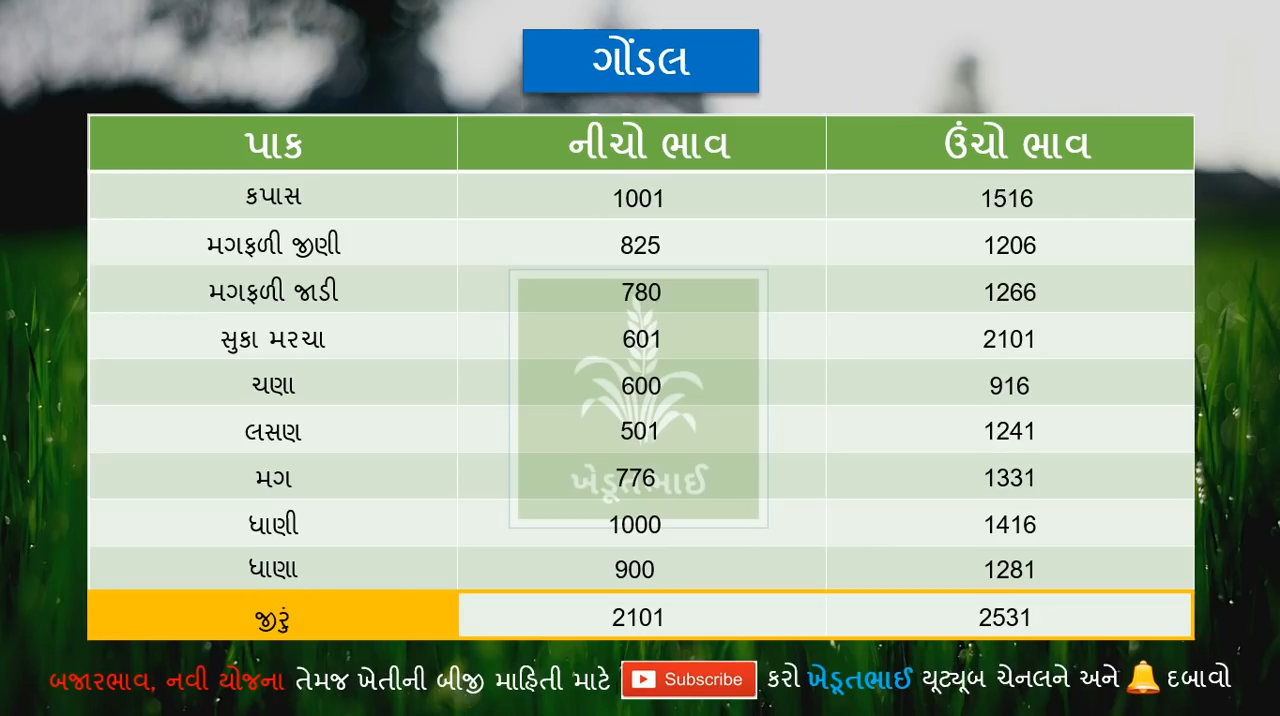 ગોંડલ
પાક નીચો ભાવ ઉંચો ભાવ
કપાસ 1001 1516
મગફળી જીણી 825 1206
મગફળી જાડી 780 1266
સુકા મરચા 601 2101
ચણા 600 916
લસણ 501 1241
મગ 776 1331
ખેડૂતભાઈ
ધાણી 1000 1416
ધાણા 900 1281
જીરું 2101 2531
બજારભાવ, નવી યોજના તેમજ ખેતીની બીજી માહિતી માટે Subscribe કરો ખેડૂતભાઈ યૂટ્યૂબ ચેનલને અને દબાવો